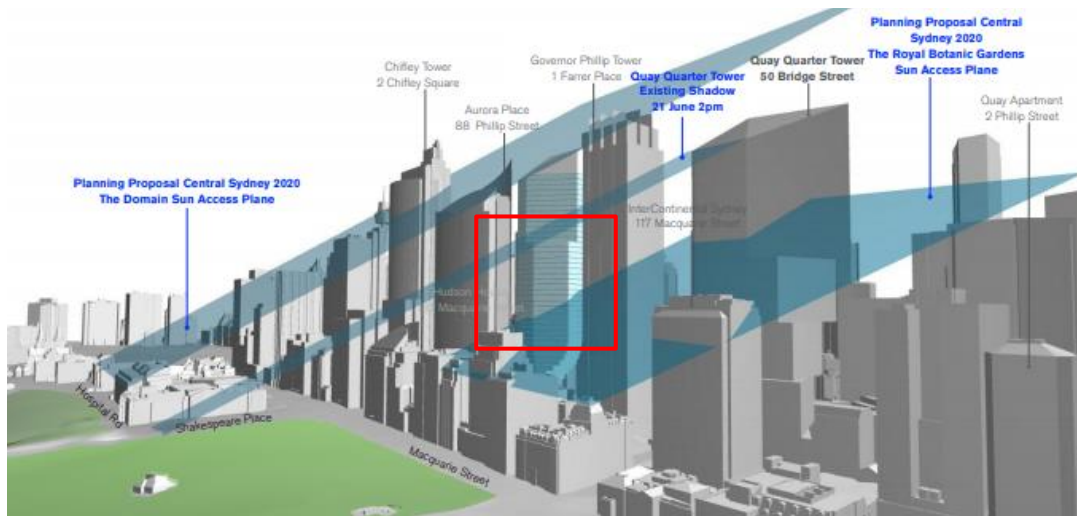 Planning Proposal Central
Sydney 2020
The Royal Botanic Gardens
Sun Access Plane
Governor Phillip Tower
1 Farrer Place
Quay Quarter Tower
50 Bridge Street
Chifley Tower
2 Chifley Square
Quay Quarter Tower
Existing Shadow
21 June 2pm
Quay Apartment
2 Phillip Street
Aurora Place
88 Phillip Street
Planning Proposal Central Sydney 2020
The Domain Sun Access Plane
InterContinental Sydney
117 Macquarie Street
Hudson
Macquarie
Hospital Rd
Shakespeare Place
Macquarie Street